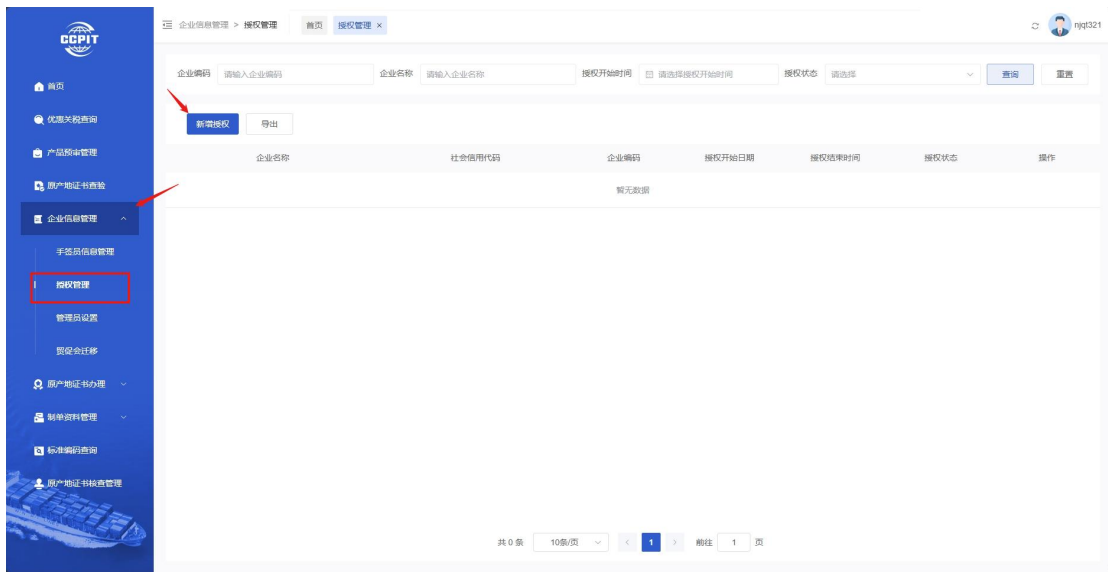 CCPIT
企业信息管理 > 授权管理 首页 授权管理 ×
njqt321
企业编码 请输入企业编码 企业名称 请输入企业名称 授权开始时间 请选择授权开始时间 授权状态 请选择 查询 重置
新增授权 导出
企业名称 社会信用代码 企业编码 授权开始日期 授权结束时间 授权状态 操作
暂无数据
首页
优惠关税查询
产品预审管理
原产地证书查验
企业信息管理
手签员信息管理
授权管理
管理员设置
贸促会迁移
原产地证书办理
制单资料管理
标准编码查询
原产地证书核查管理
共 0 条 10条/页 < 1 > 前往 1 页